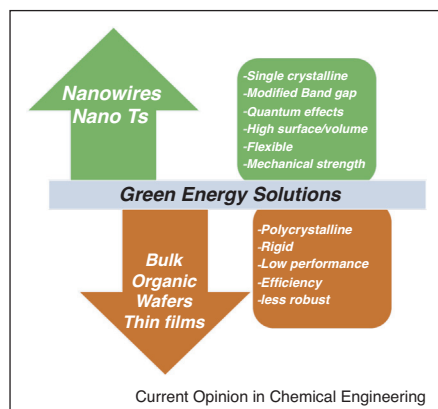 Nanowires
Nano Ts
-Single crystalline
-Modified Band gap
-Quantum effects
-High surface/volume
-Flexible
-Mechanical strength
Green Energy Solutions
Bulk
Organic
Wafers
Thin films
-Polycrystalline
-Rigid
-Low performance
-Efficiency
-less robust
Current Opinion in Chemical Engineering